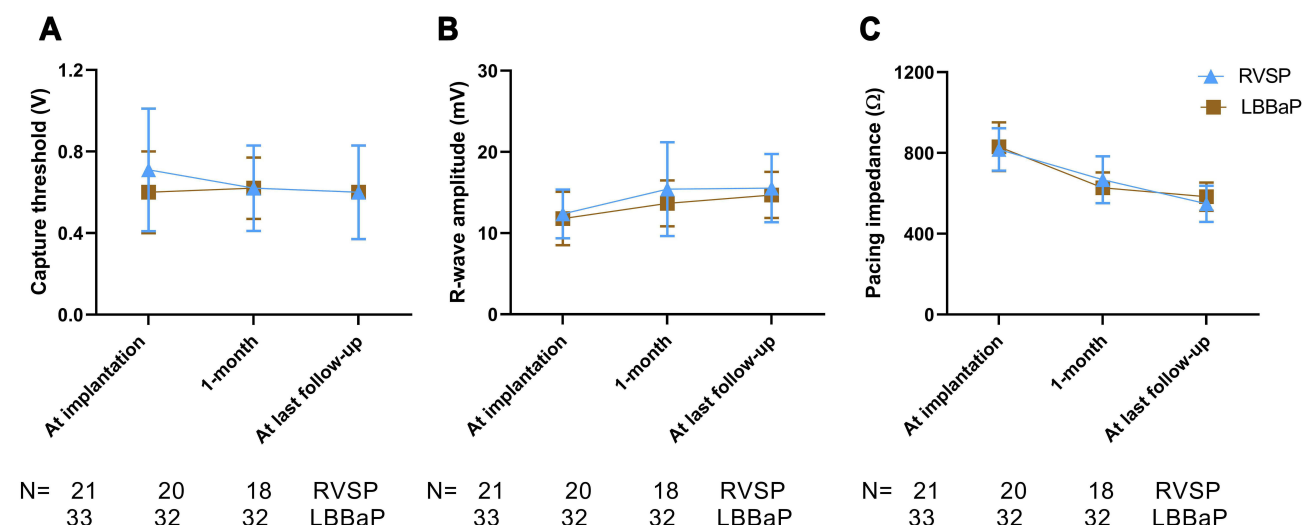 A
Capture threshold (V)
1.2
0.8
0.4
0.0
At implantation
1-month
At last follow-up
N= 21 20 18 RVSP
33 32 32 LBBaP
B
R-wave amplitude (mV)
30
20
10
0
At implantation
1-month
At last follow-up
N= 21 20 18 RVSP
33 32 32 LBBaP
C
Pacing impedance (Ω)
1200
800
400
0
At implantation
1-month
At last follow-up
RVSP
LBBaP
N= 21 20 18 RVSP
33 32 32 LBBaP